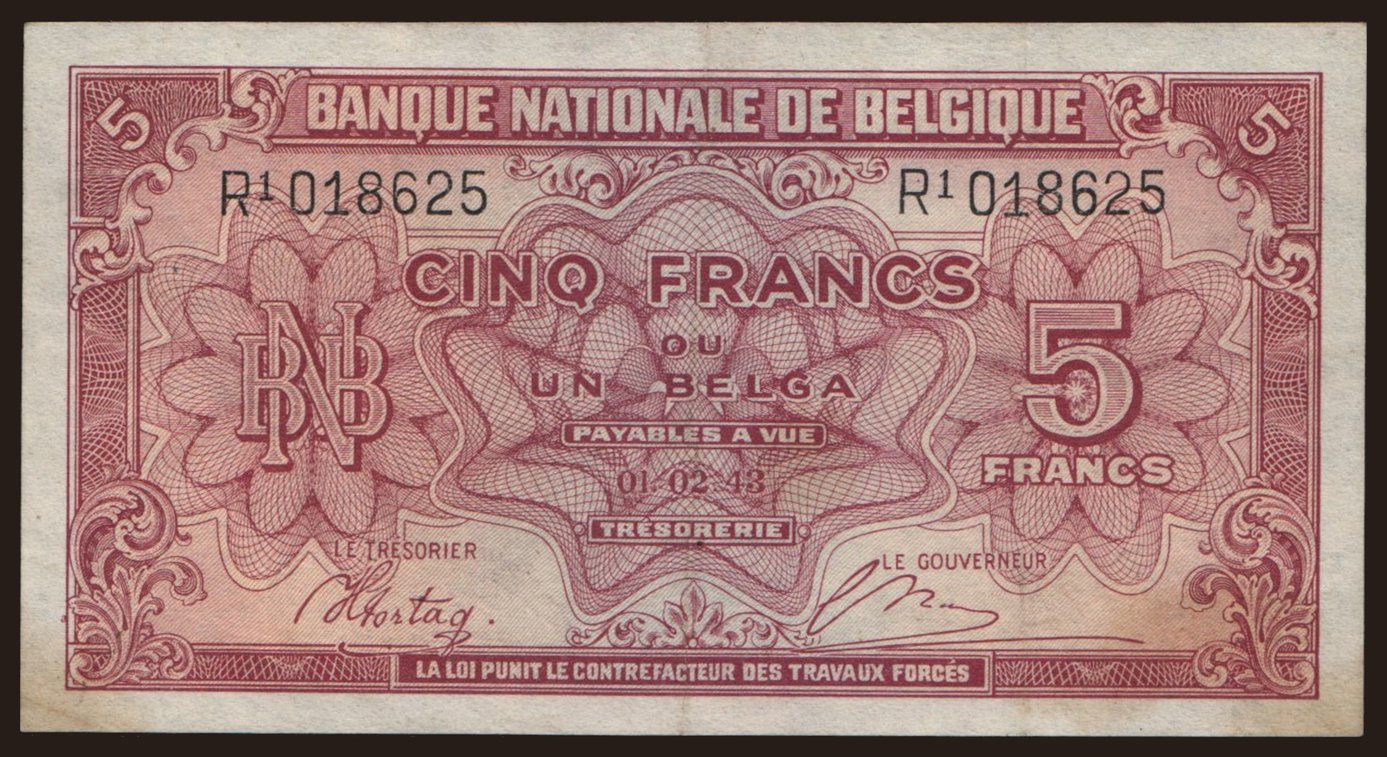 5 BANQUE NATIONALE DE BELGIQUE 5
R1 018625 R1 018625
CINQ FRANCS
OU
UN BELGA
BNB 5
PAYABLES A VUE
FRANCS
01-02-43
TRÉSORERIE
LE TRÉSORIER LE GOUVERNEUR
LA LOI PUNIT LE CONTREFACTEUR DES TRAVAUX FORCÉS